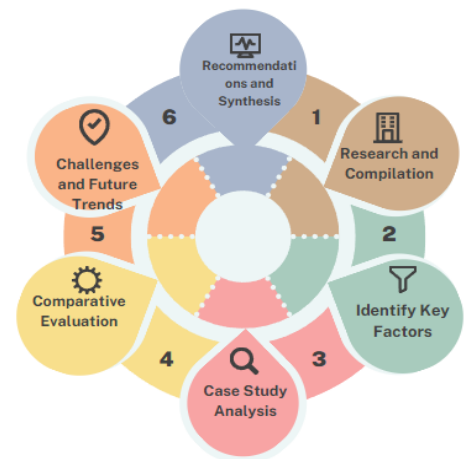 Recommendati
ons and
Synthesis
6
1
Challenges
and Future
Trends
Research and
Compilation
5
2
Comparative
Evaluation
Identify Key
Factors
4
3
Case Study
Analysis